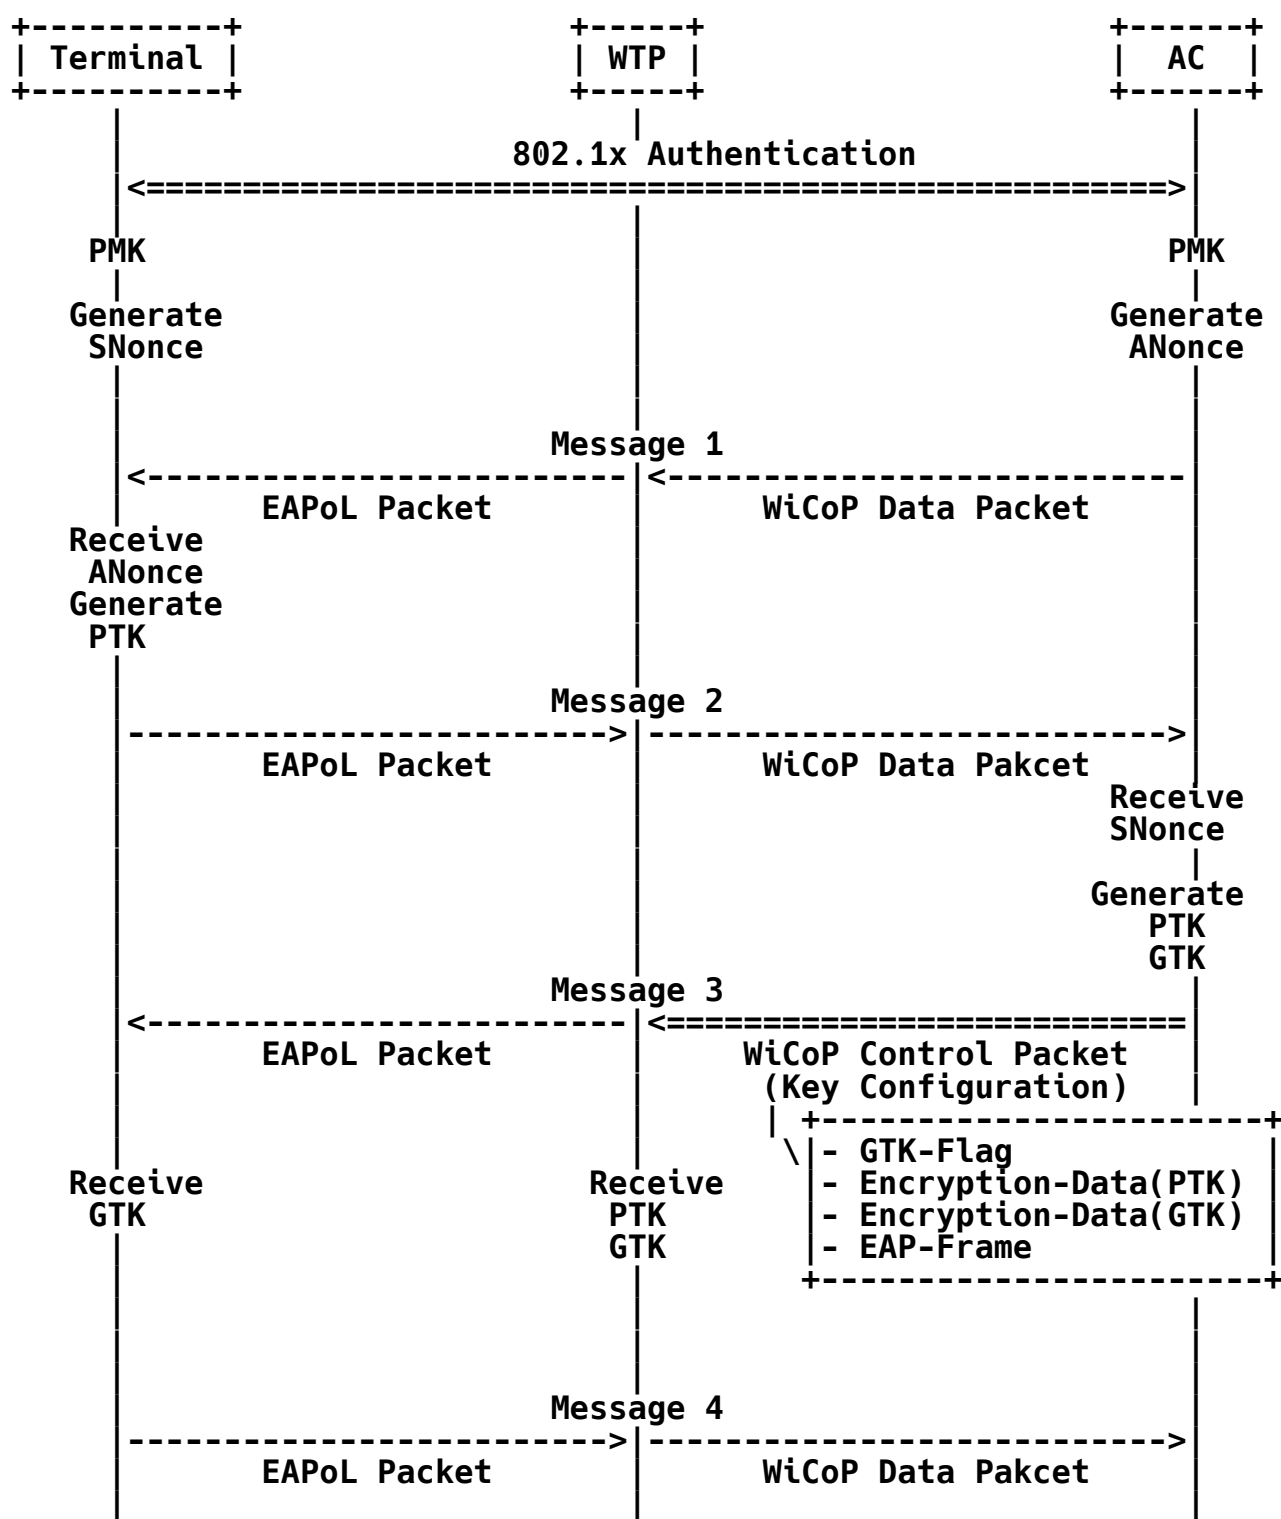 Terminal WTP AC
802.1x Authentication
PMK PMK
Generate Generate
SNonce ANonce
Message 1
EAPoL Packet WiCoP Data Packet
Receive
ANonce
Generate
PTK
Message 2
EAPoL Packet WiCoP Data Pakcet
Receive
SNonce
Generate
PTK
GTK
Message 3
EAPoL Packet WiCoP Control Packet
(Key Configuration)
- GTK-Flag
Receive Receive - Encryption-Data(PTK)
GTK PTK - Encryption-Data(GTK)
GTK - EAP-Frame
Message 4
EAPoL Packet WiCoP Data Pakcet